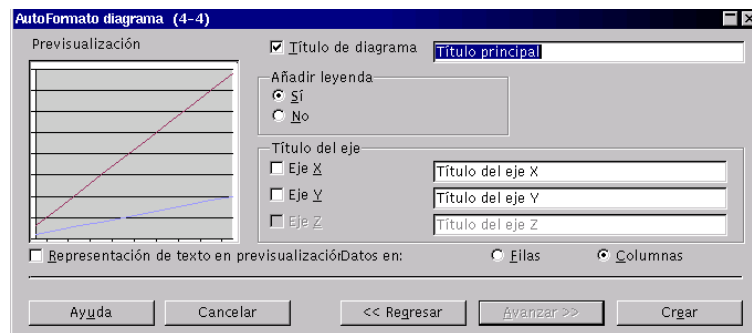 AutoFormato diagrama (4-4)
Previsualización
Título de diagrama
Título principal
Añadir leyenda
Sí
No
Título del eje
Eje X
Título del eje X
Eje Y
Título del eje Y
Eje Z
Título del eje Z
Representación de texto en previsualización
Datos en:
Filas
Columnas
Ayuda
Cancelar
<< Regresar
Avanzar >>
Crear